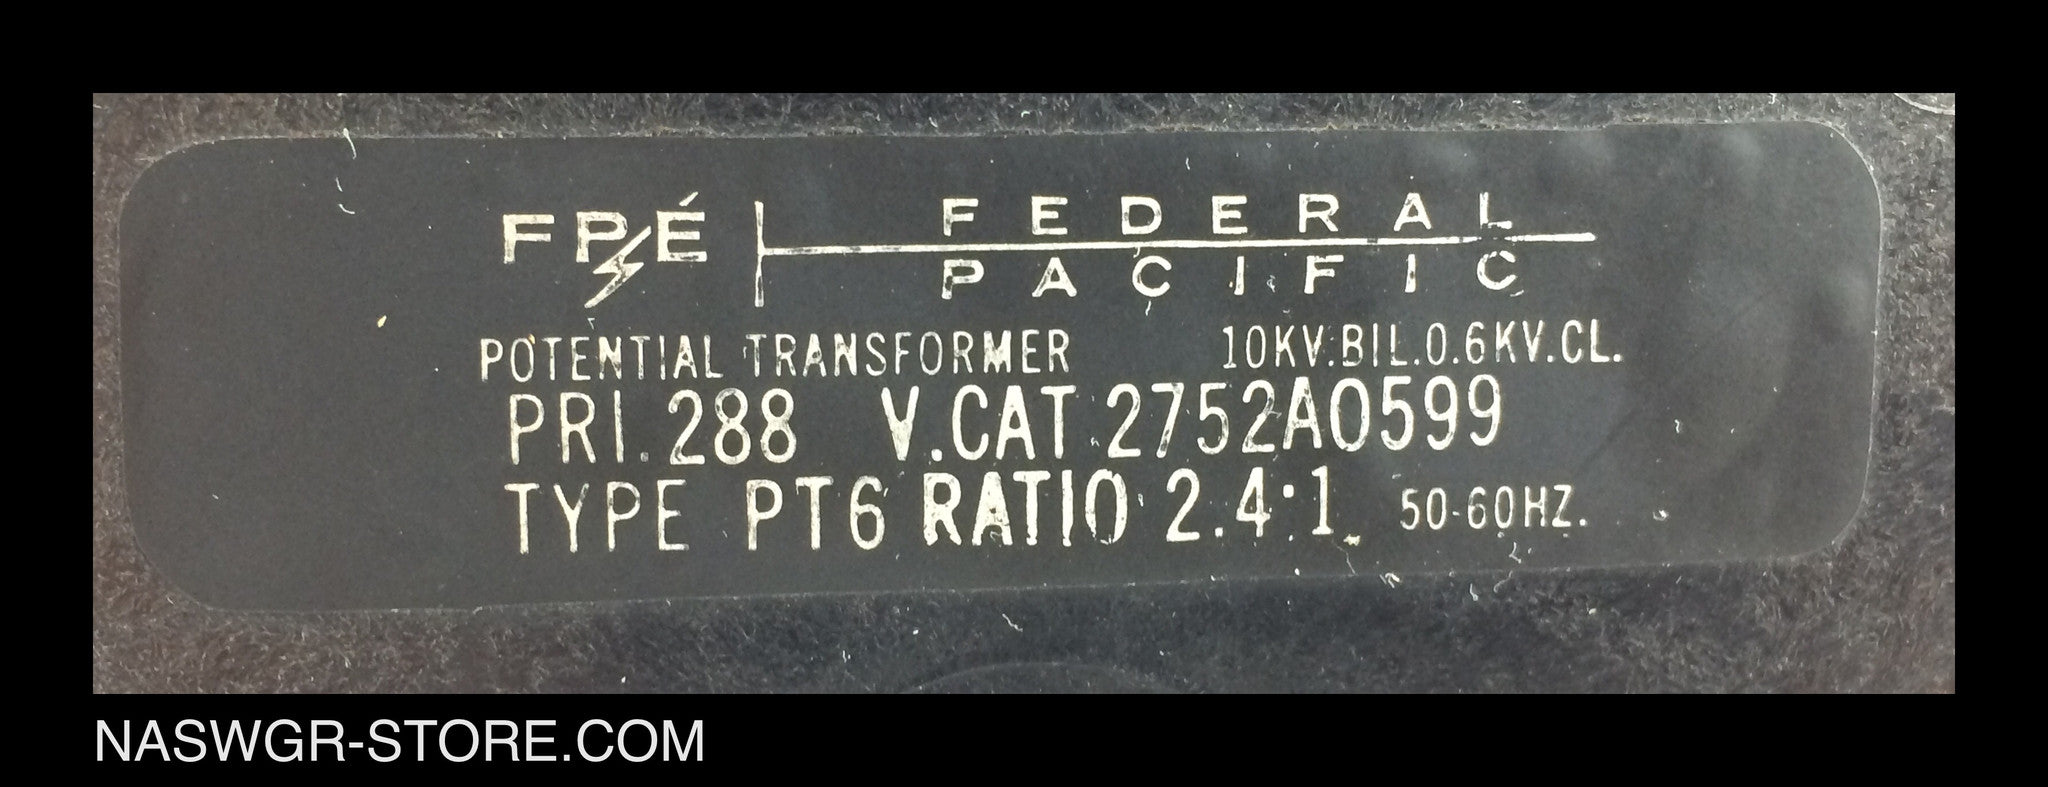 FPÉ FEDERAL
PACIFIC
POTENTIAL TRANSFORMER 10KV.BIL.0.6KV.CL.
PRI.288 V.CAT.2752A0599
TYPE PT6 RATIO 2.4:1 50-60HZ.
NASWGR-STORE.COM